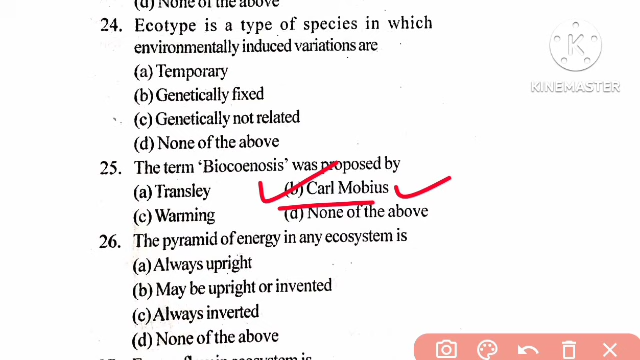 (d) None of the above
24. Ecotype is a type of species in which
environmentally induced variations are
(a) Temporary
(b) Genetically fixed
(c) Genetically not related
(d) None of the above
25. The term 'Biocoenosis' was proposed by
(a) Transley (b) Carl Mobius
(c) Warming (d) None of the above
26. The pyramid of energy in any ecosystem is
(a) Always upright
(b) May be upright or invented
(c) Always inverted
(d) None of the above
KINEMASTER